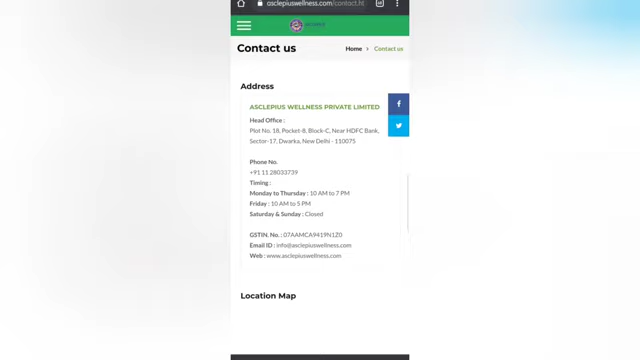 asclepiuswellness.com/contact.ht
Contact us
Home > Contact us
Address
ASCLEPIUS WELLNESS PRIVATE LIMITED
Head Office :
Plot No. 18, Pocket-8, Block-C, Near HDFC Bank,
Sector-17, Dwarka, New Delhi - 110075
Phone No.
+91 11 28033739
Timing :
Monday to Thursday : 10 AM to 7 PM
Friday : 10 AM to 5 PM
Saturday & Sunday : Closed
GSTIN. No. : 07AAMCA9419N1Z0
Email ID : info@asclepiuswellness.com
Web : www.asclepiuswellness.com
Location Map